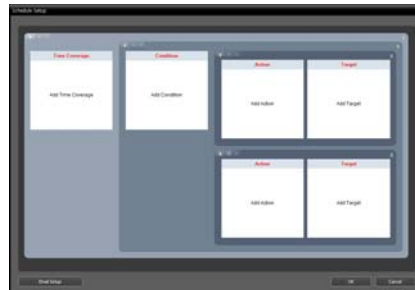 Schedule Setup
Time Coverage
Condition
Action
Target
Add Time Coverage
Add Condition
Add Action
Add Target
Action
Target
Add Action
Add Target
Email Setup
OK
Cancel